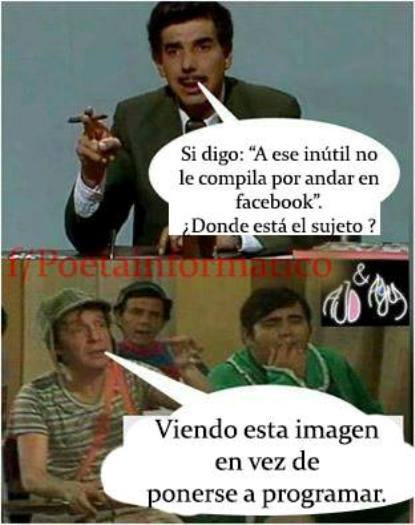 Si digo: "A ese inútil no
le compila por andar en
facebook".
¿Donde está el sujeto ?
f/PoetaInformatico
Viendo esta imagen
en vez de
ponerse a programar.